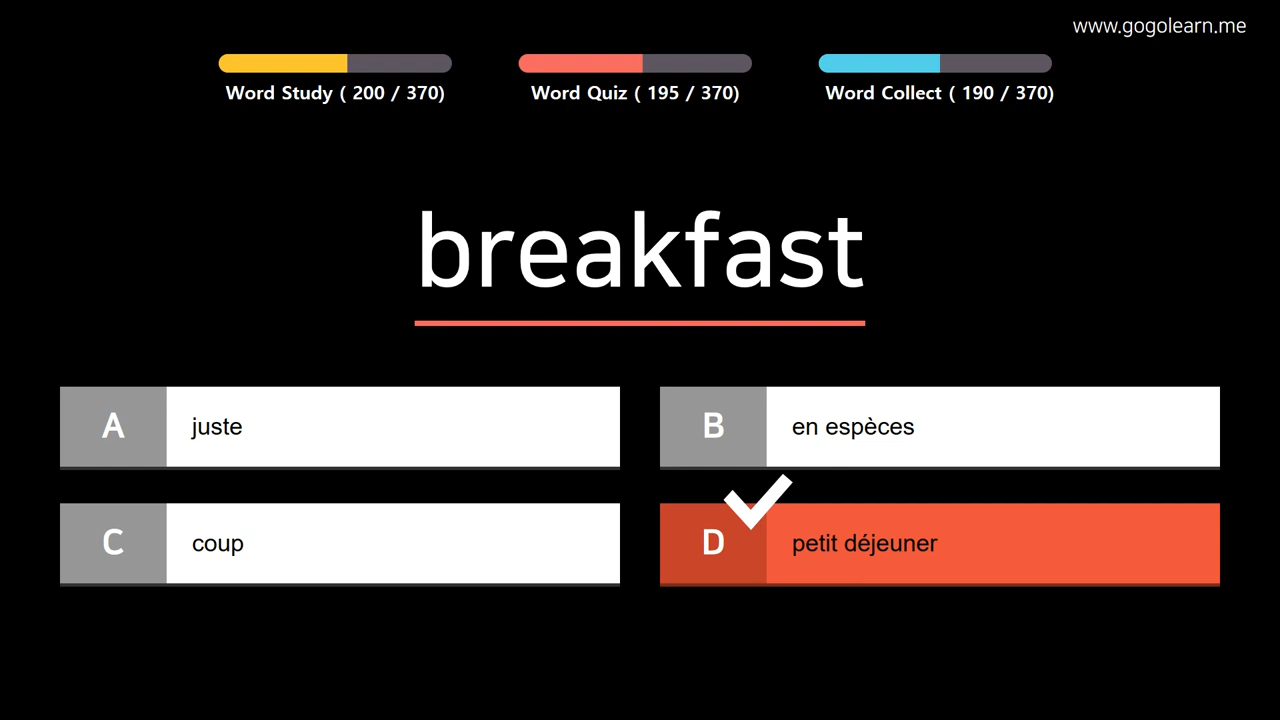 www.gogolearn.me
Word Study ( 200 / 370)
Word Quiz ( 195 / 370)
Word Collect ( 190 / 370)
breakfast
A
juste
B
en espèces
C
coup
D
petit déjeuner